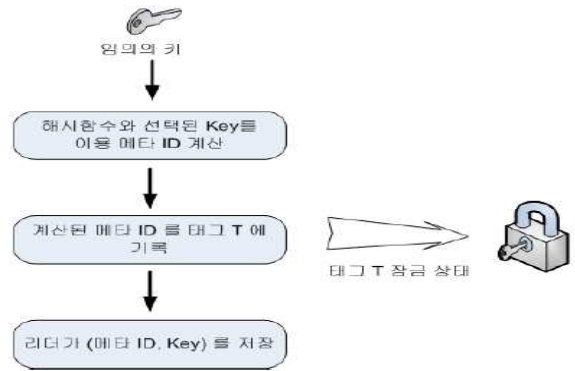 임의의 키
해시함수와 선택된 Key를
이용 메타 ID 계산
계산된 메타 ID 를 태그 T 에
기록
태그 T 잠금 상태
리더가 (메타 ID, Key) 를 저장